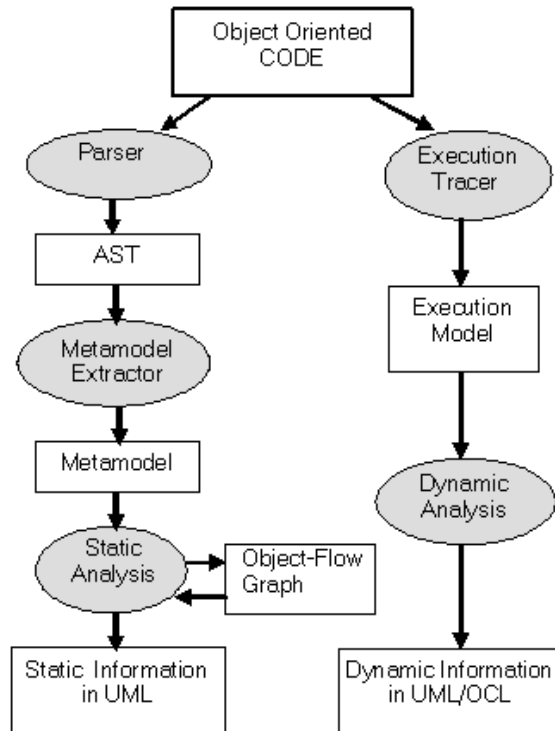 Object Oriented
CODE
Parser
Execution
Tracer
AST
Execution
Model
Metamodel
Extractor
Metamodel
Dynamic
Analysis
Static
Analysis
Object-Flow
Graph
Static Information
in UML
Dynamic Information
in UML/OCL